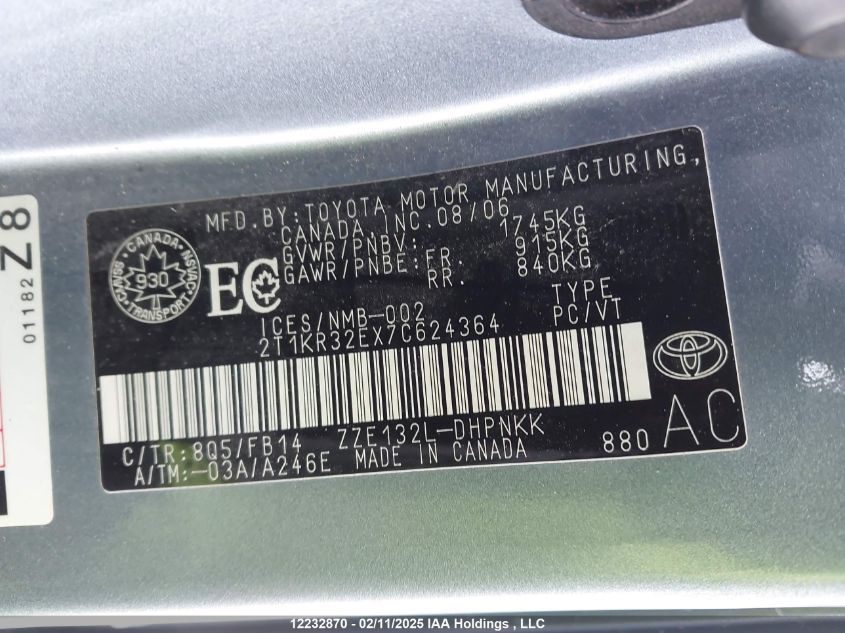 MFD.BY:TOYOTA MOTOR MANUFACTURING,
CANADA, INC. 08/06
GVWR/PNBV: 1745KG
GAWR/PNBE:FR. 915KG
RR. 840KG
CANADA
CMVSS NSVAC
930
TRANSPORT
EC
ICES/NMB-002
TYPE
2T1KR32EX7C624364
PC/VT
C/TR:8Q5/FB14 ZZE132L-DHPNKK
A/TM:-03A/A246E MADE IN CANADA
880 AC
Z8
01182
12232870 - 02/11/2025 IAA Holdings , LLC